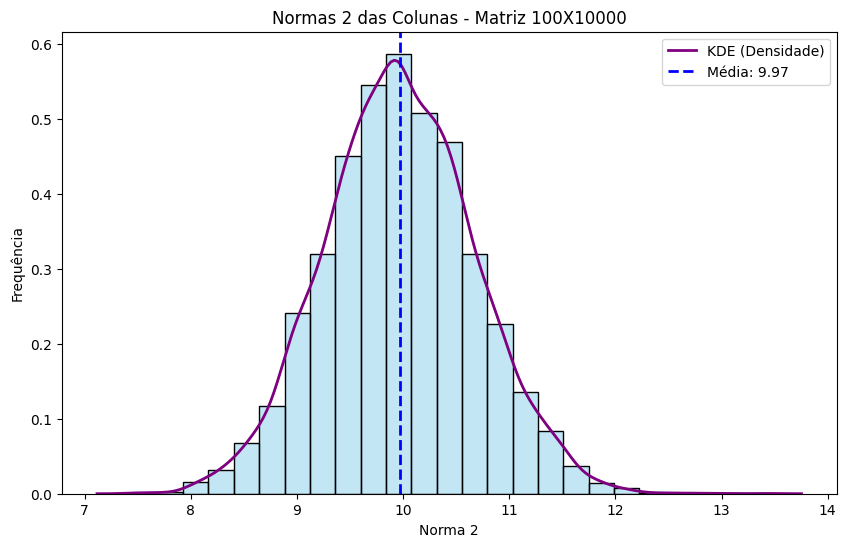 Normas 2 das Colunas - Matriz 100X10000
KDE (Densidade)
Média: 9.97
Frequência
0.6
0.5
0.4
0.3
0.2
0.1
0.0
7 8 9 10 11 12 13 14
Norma 2